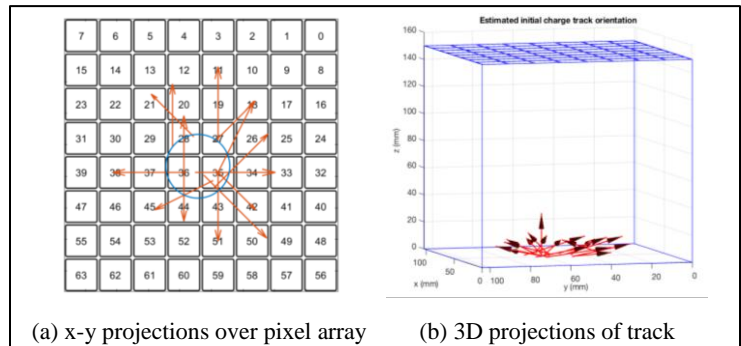 7 6 5 4 3 2 1 0
15 14 13 12 11 10 9 8
23 22 21 20 19 18 17 16
31 30 29 28 27 26 25 24
39 38 37 36 35 34 33 32
47 46 45 44 43 42 41 40
55 54 53 52 51 50 49 48
63 62 61 60 59 58 57 56
(a) x-y projections over pixel array
Estimated initial charge track orientation
160
140
120
100
80
60
40
20
0
z (mm)
100
50
0
x (mm)
100
80
60
40
20
0
y (mm)
(b) 3D projections of track